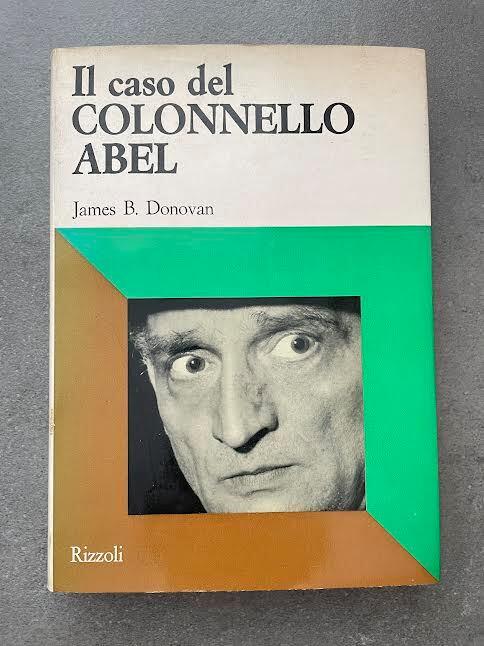 Il caso del
COLONNELLO
ABEL
James B. Donovan
Rizzoli